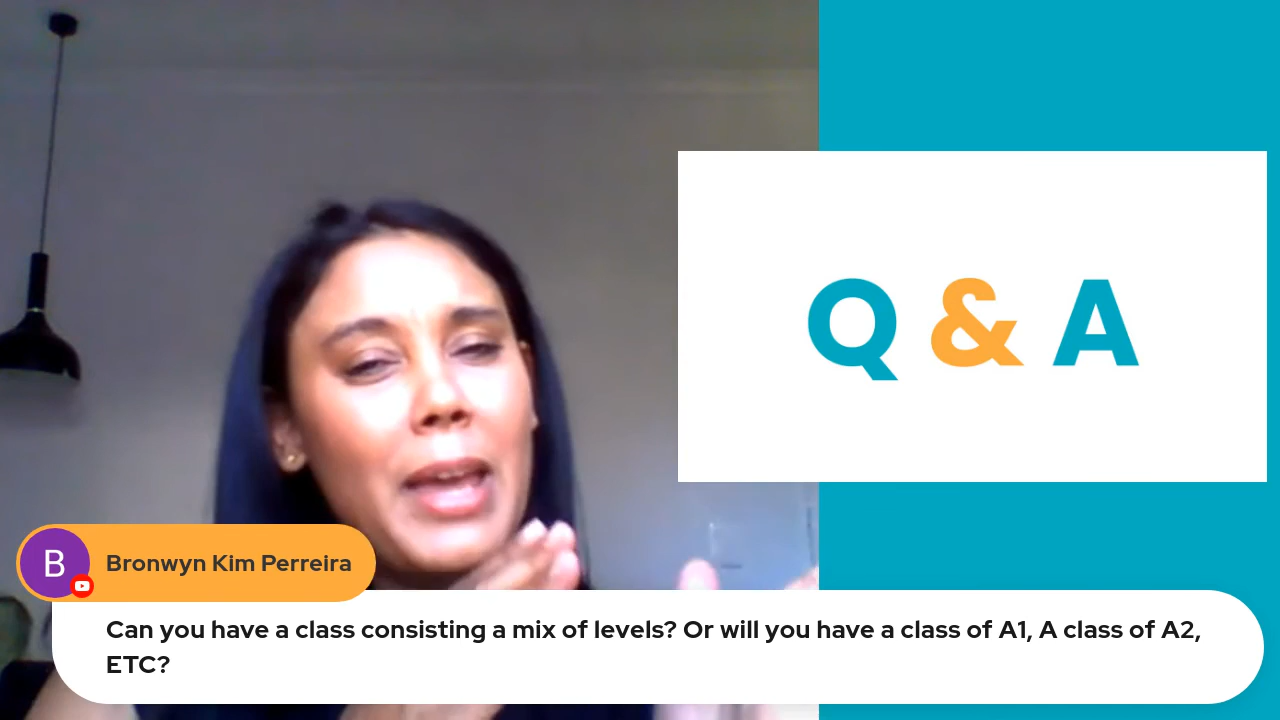 Q & A
B
Bronwyn Kim Perreira
Can you have a class consisting a mix of levels? Or will you have a class of A1, A class of A2,
ETC?